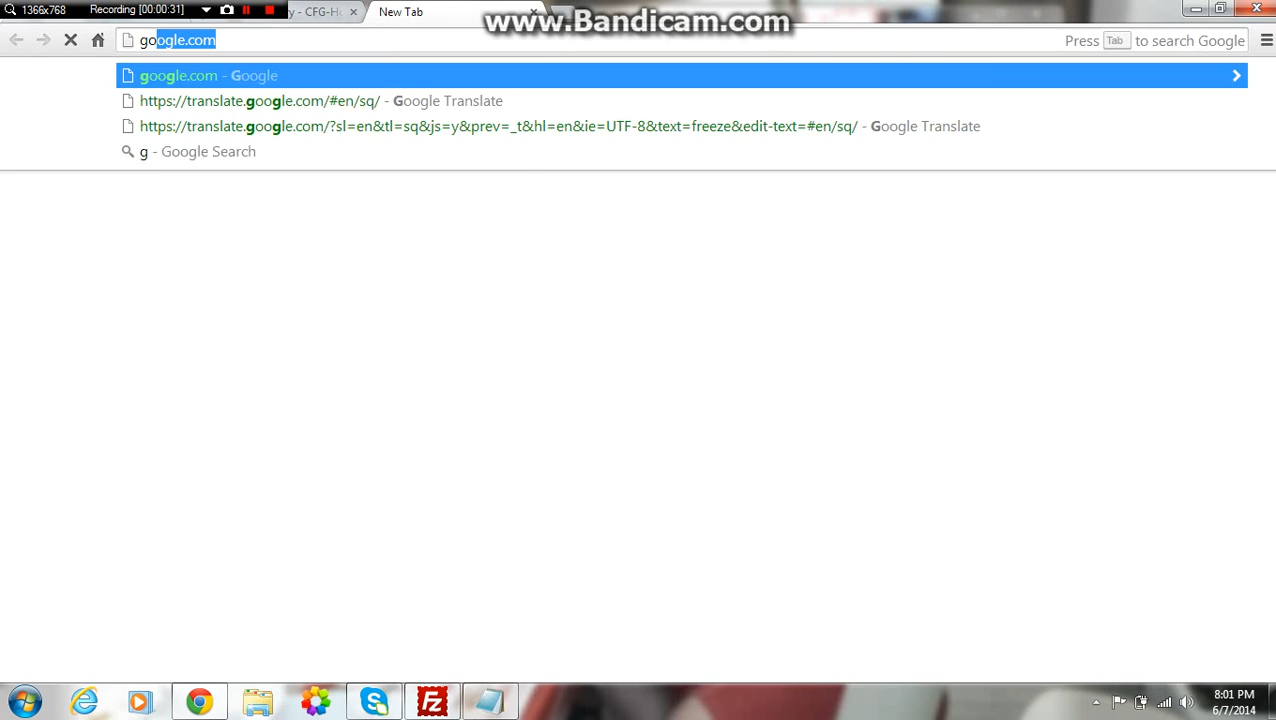 1366x768 Recording [00:00:31] y - CFG-Ho New Tab www.Bandicam.com
google.com Press Tab to search Google
google.com - Google
https://translate.google.com/#en/sq/ - Google Translate
https://translate.google.com/?sl=en&tl=sq&js=y&prev=_t&hl=en&ie=UTF-8&text=freeze&edit-text=#en/sq/ - Google Translate
g - Google Search
Fz
8:01 PM
6/7/2014